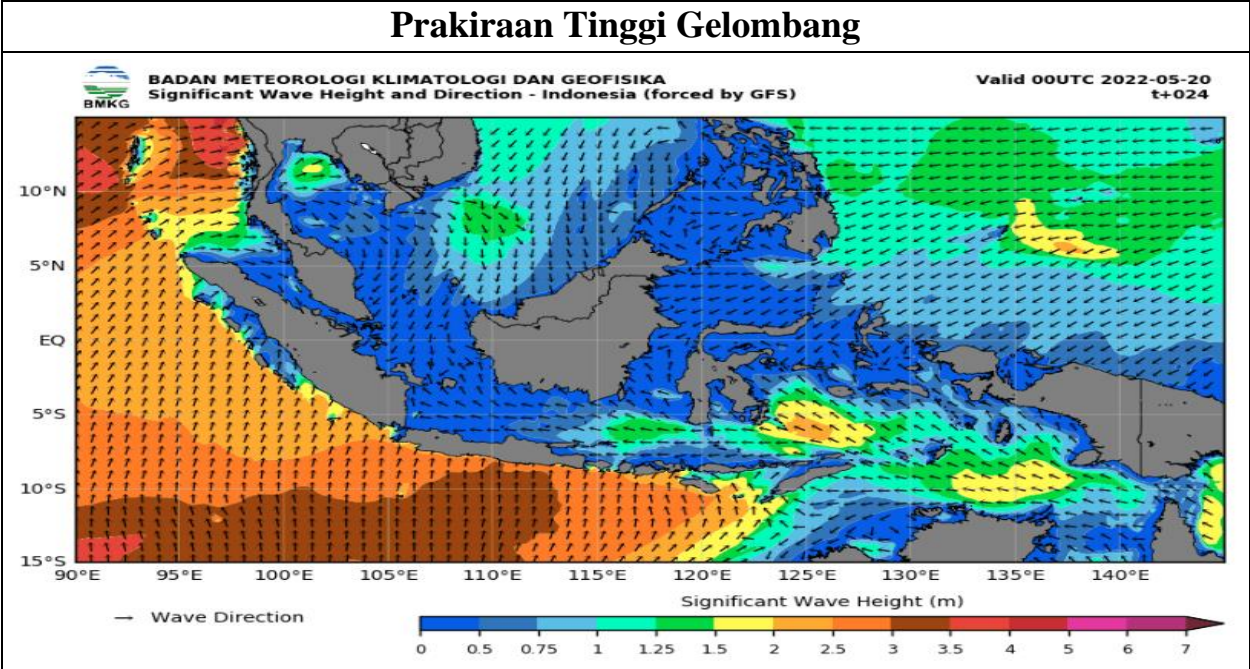 Prakiraan Tinggi Gelombang
BMKG
BADAN METEOROLOGI KLIMATOLOGI DAN GEOFISIKA
Significant Wave Height and Direction - Indonesia (forced by GFS)
Valid 00UTC 2022-05-20
t+024
10°N
5°N
EQ
5°S
10°S
15°S
90°E 95°E 100°E 105°E 110°E 115°E 120°E 125°E 130°E 135°E 140°E
→ Wave Direction
Significant Wave Height (m)
0 0.5 0.75 1 1.25 1.5 2 2.5 3 3.5 4 5 6 7